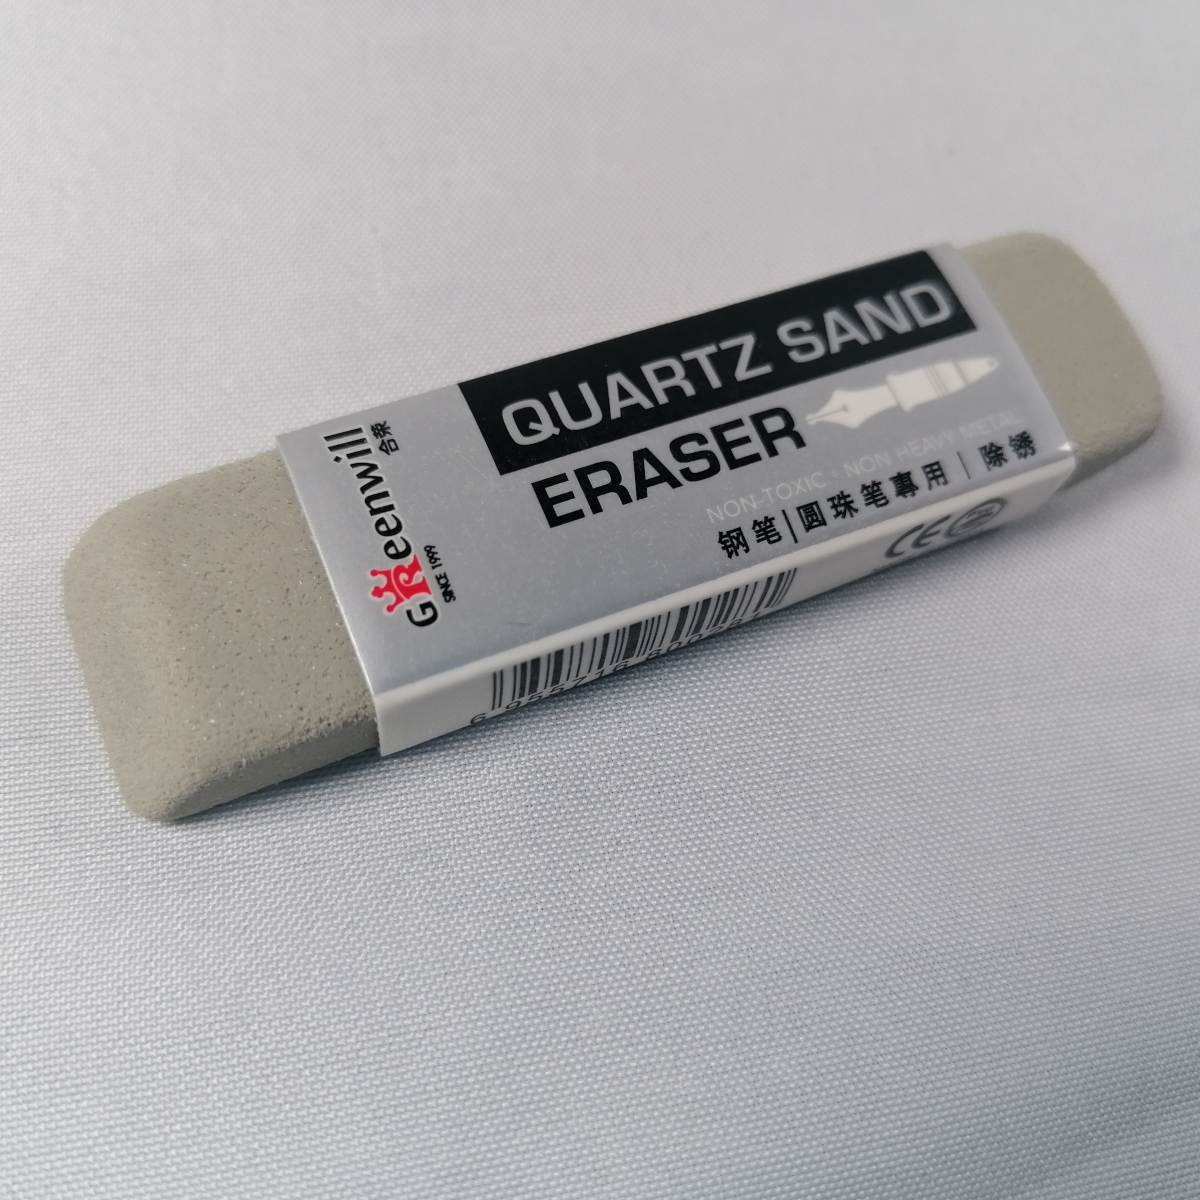 GReenwill
合荣
SINCE 1999
QUARTZ SAND
ERASER
NON-TOXIC · NON HEAVY METAL
钢笔|圆珠笔專用|除锈
CE